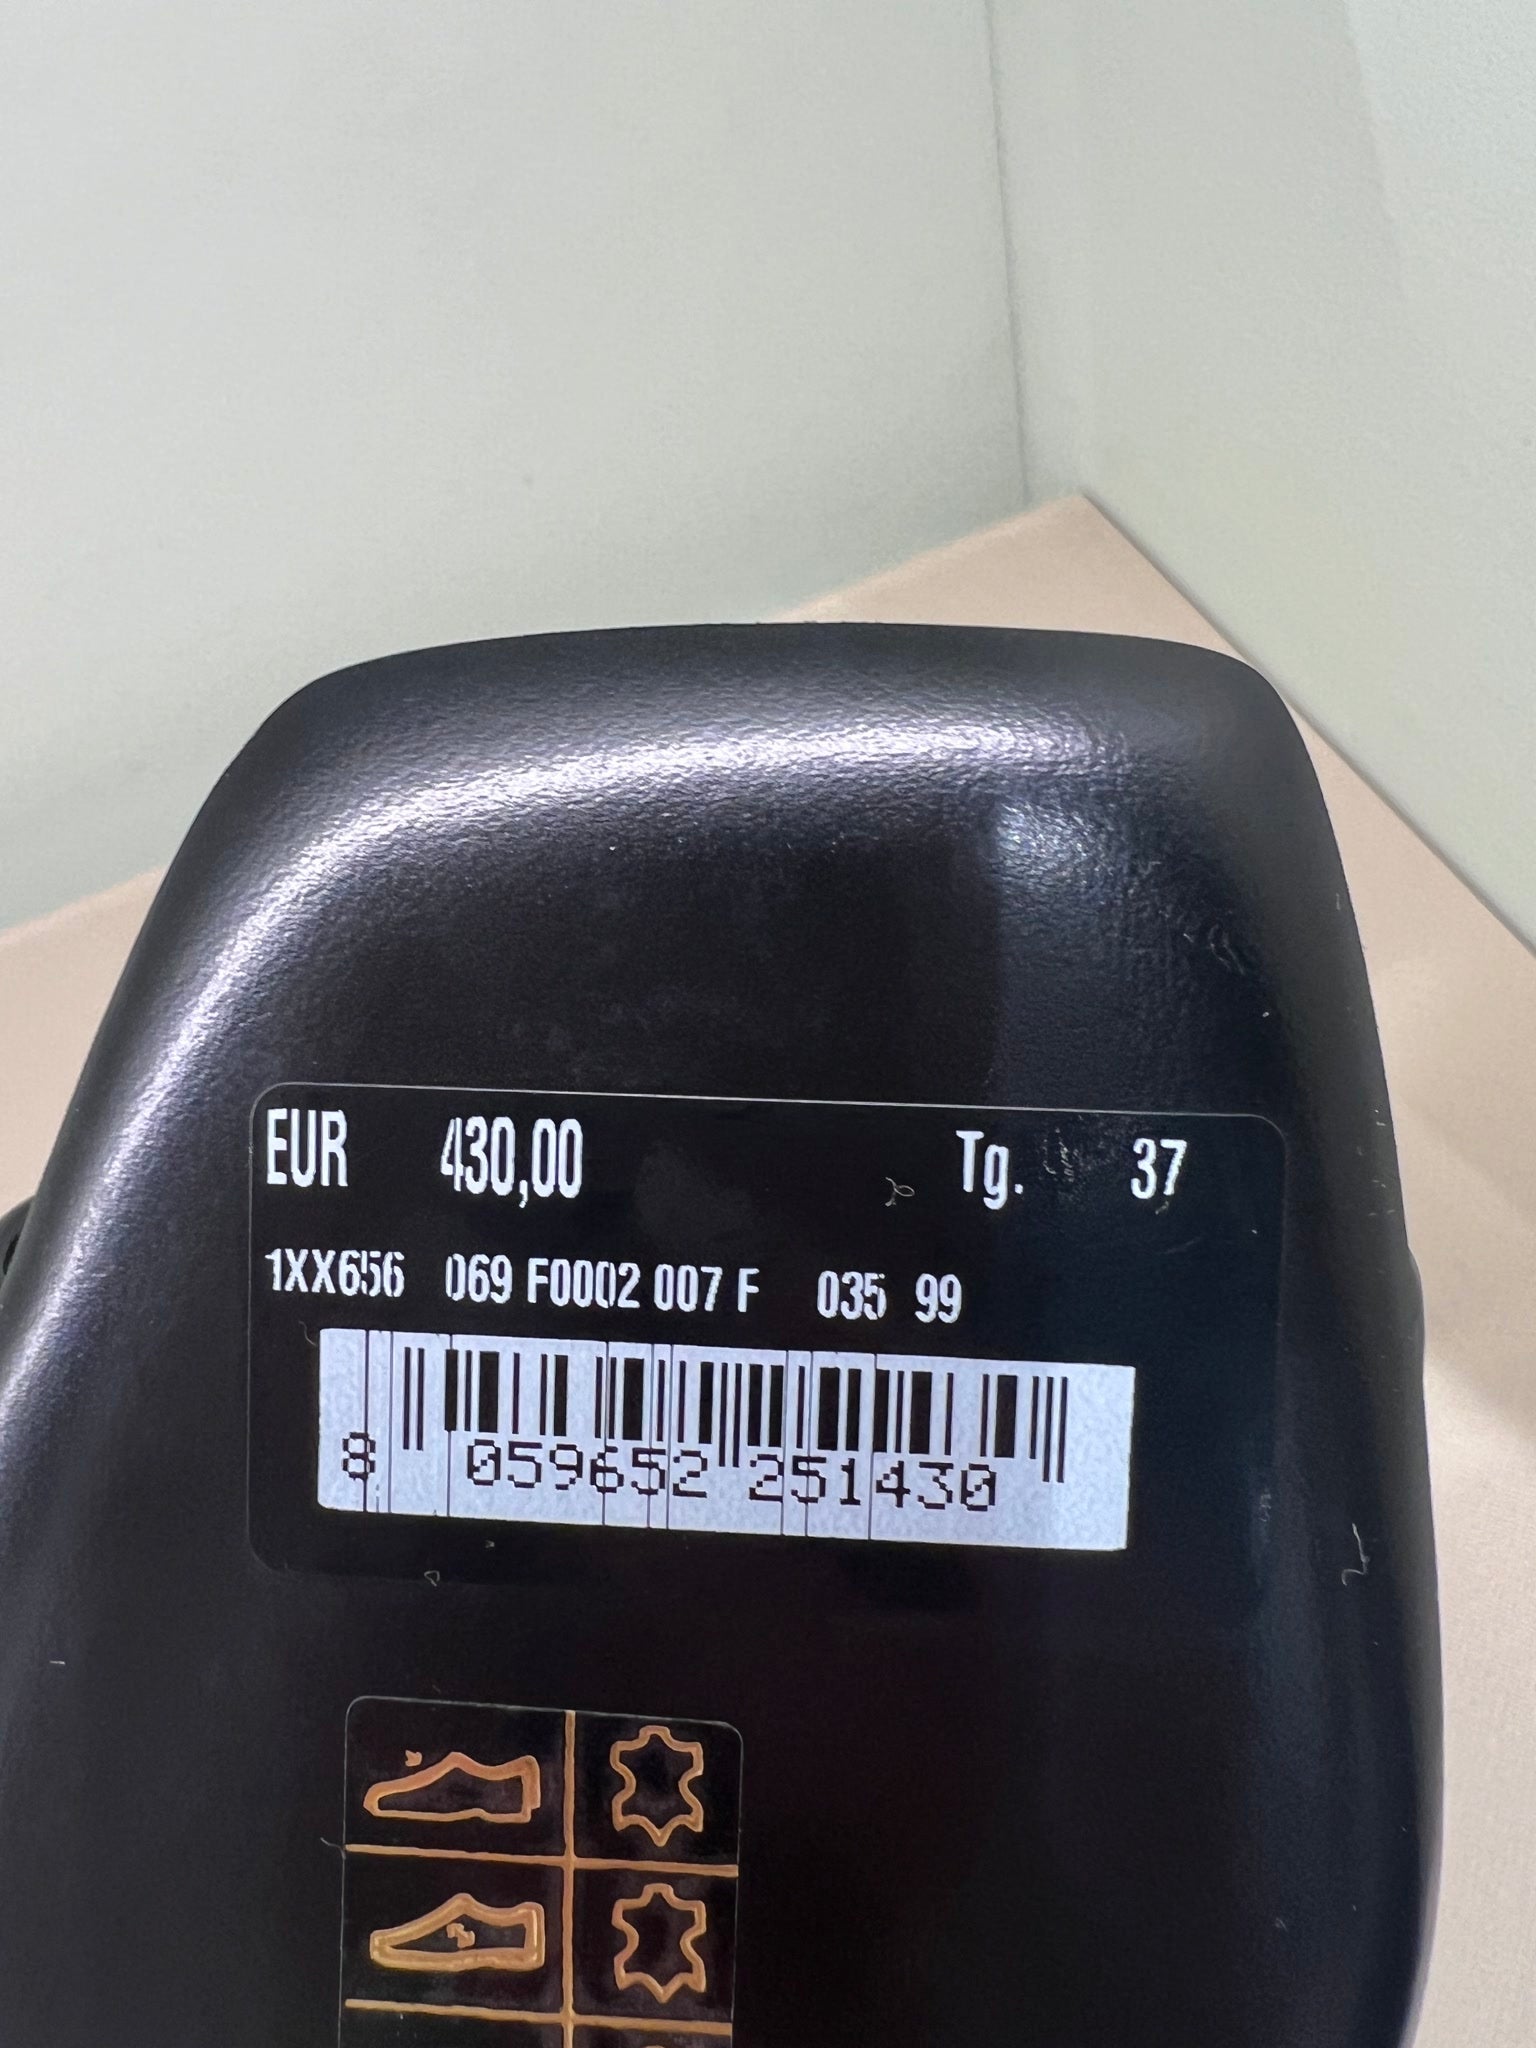 EUR 430,00 Tg. 37
1XX656 069 F0002 007 F 035 99
8 059652 251430